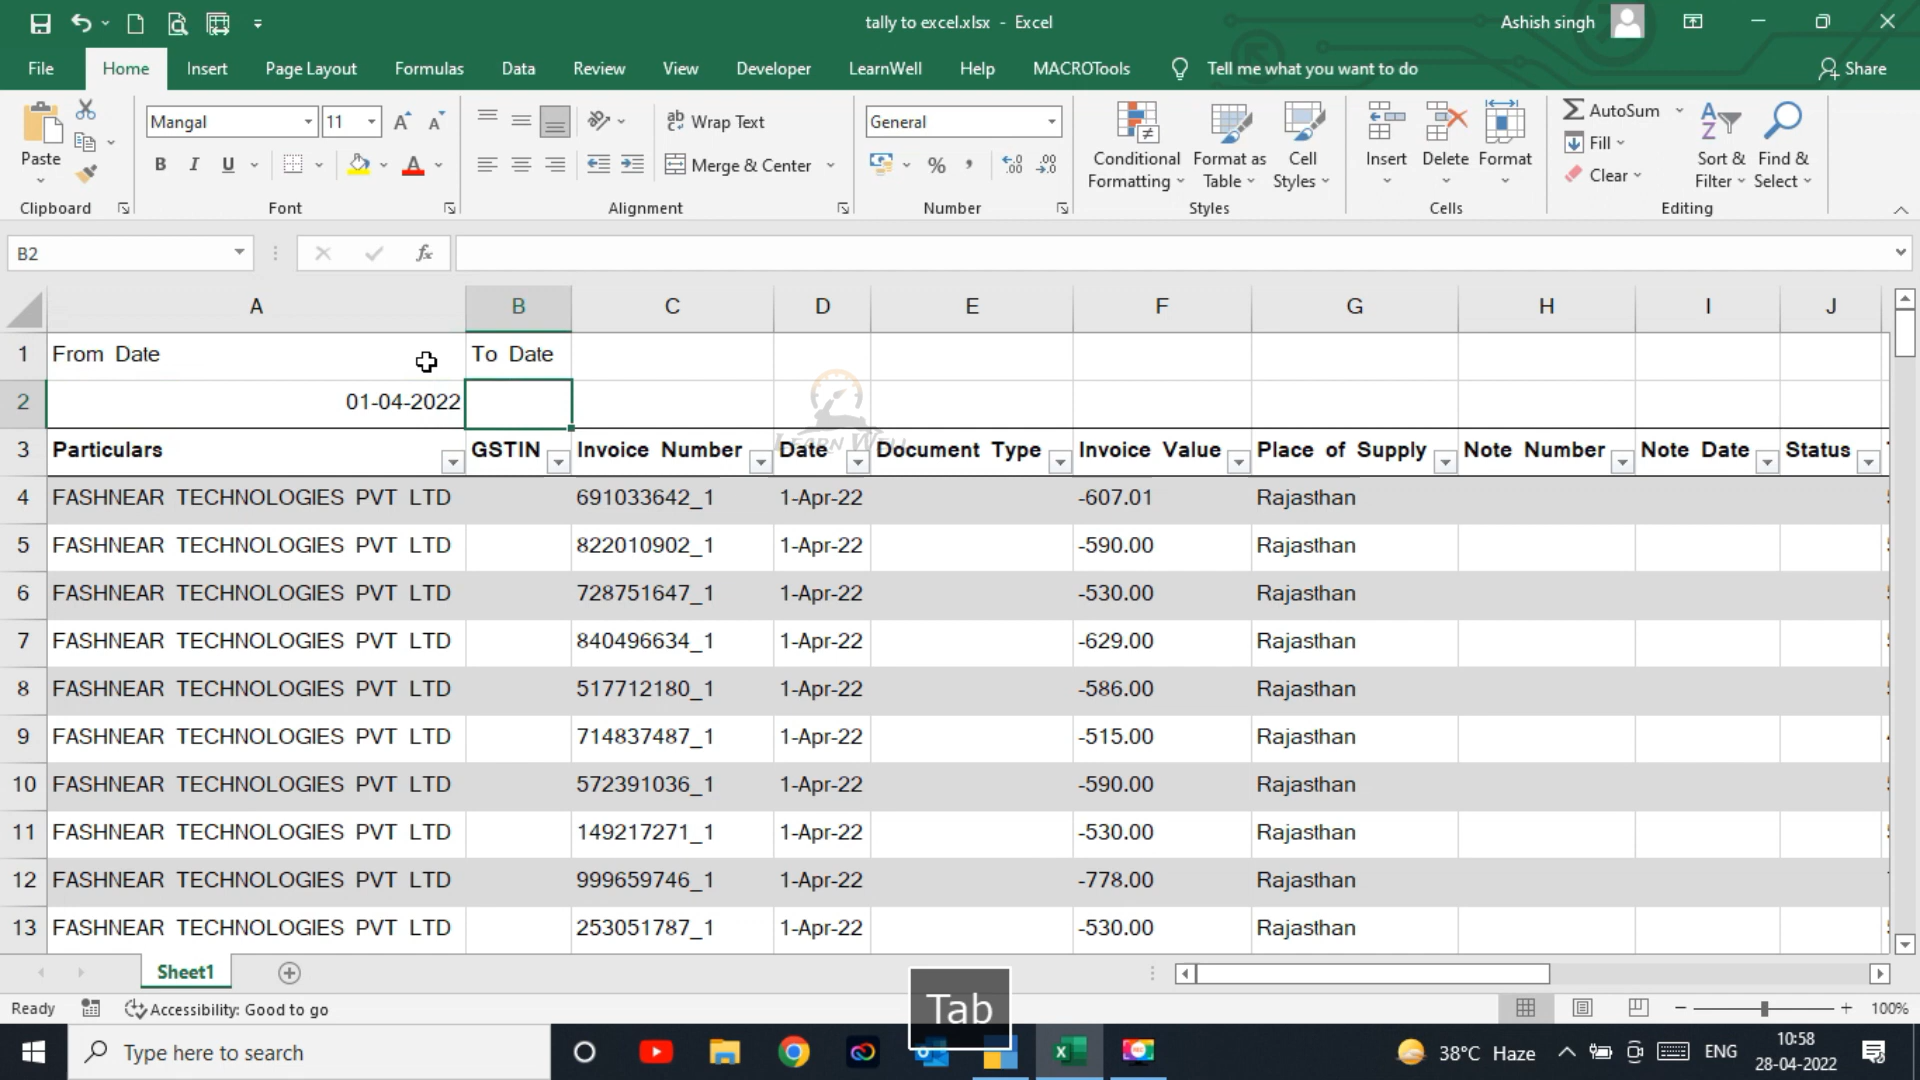 tally to excel.xlsx - Excel
Ashish singh
File Home Insert Page Layout Formulas Data Review View Developer LearnWell Help MACROTools Tell me what you want to do Share
Paste
Clipboard
Mangal 11
B I U
Font
Wrap Text
Merge & Center
Alignment
General
%
Number
Conditional Formatting
Format as Table
Cell Styles
Styles
Insert
Delete
Format
Cells
AutoSum
Fill
Clear
Sort & Filter
Find & Select
Editing
B2 fx
A B C D E F G H I J
1 From Date To Date
2 01-04-2022
LEARN WELL
3 Particulars GSTIN Invoice Number Date Document Type Invoice Value Place of Supply Note Number Note Date Status
4 FASHNEAR TECHNOLOGIES PVT LTD 691033642_1 1-Apr-22 -607.01 Rajasthan
5 FASHNEAR TECHNOLOGIES PVT LTD 822010902_1 1-Apr-22 -590.00 Rajasthan
6 FASHNEAR TECHNOLOGIES PVT LTD 728751647_1 1-Apr-22 -530.00 Rajasthan
7 FASHNEAR TECHNOLOGIES PVT LTD 840496634_1 1-Apr-22 -629.00 Rajasthan
8 FASHNEAR TECHNOLOGIES PVT LTD 517712180_1 1-Apr-22 -586.00 Rajasthan
9 FASHNEAR TECHNOLOGIES PVT LTD 714837487_1 1-Apr-22 -515.00 Rajasthan
10 FASHNEAR TECHNOLOGIES PVT LTD 572391036_1 1-Apr-22 -590.00 Rajasthan
11 FASHNEAR TECHNOLOGIES PVT LTD 149217271_1 1-Apr-22 -530.00 Rajasthan
12 FASHNEAR TECHNOLOGIES PVT LTD 999659746_1 1-Apr-22 -778.00 Rajasthan
13 FASHNEAR TECHNOLOGIES PVT LTD 253051787_1 1-Apr-22 -530.00 Rajasthan
Sheet1
Ready Accessibility: Good to go 100%
Tab
Type here to search
38°C Haze
ENG
10:58
28-04-2022